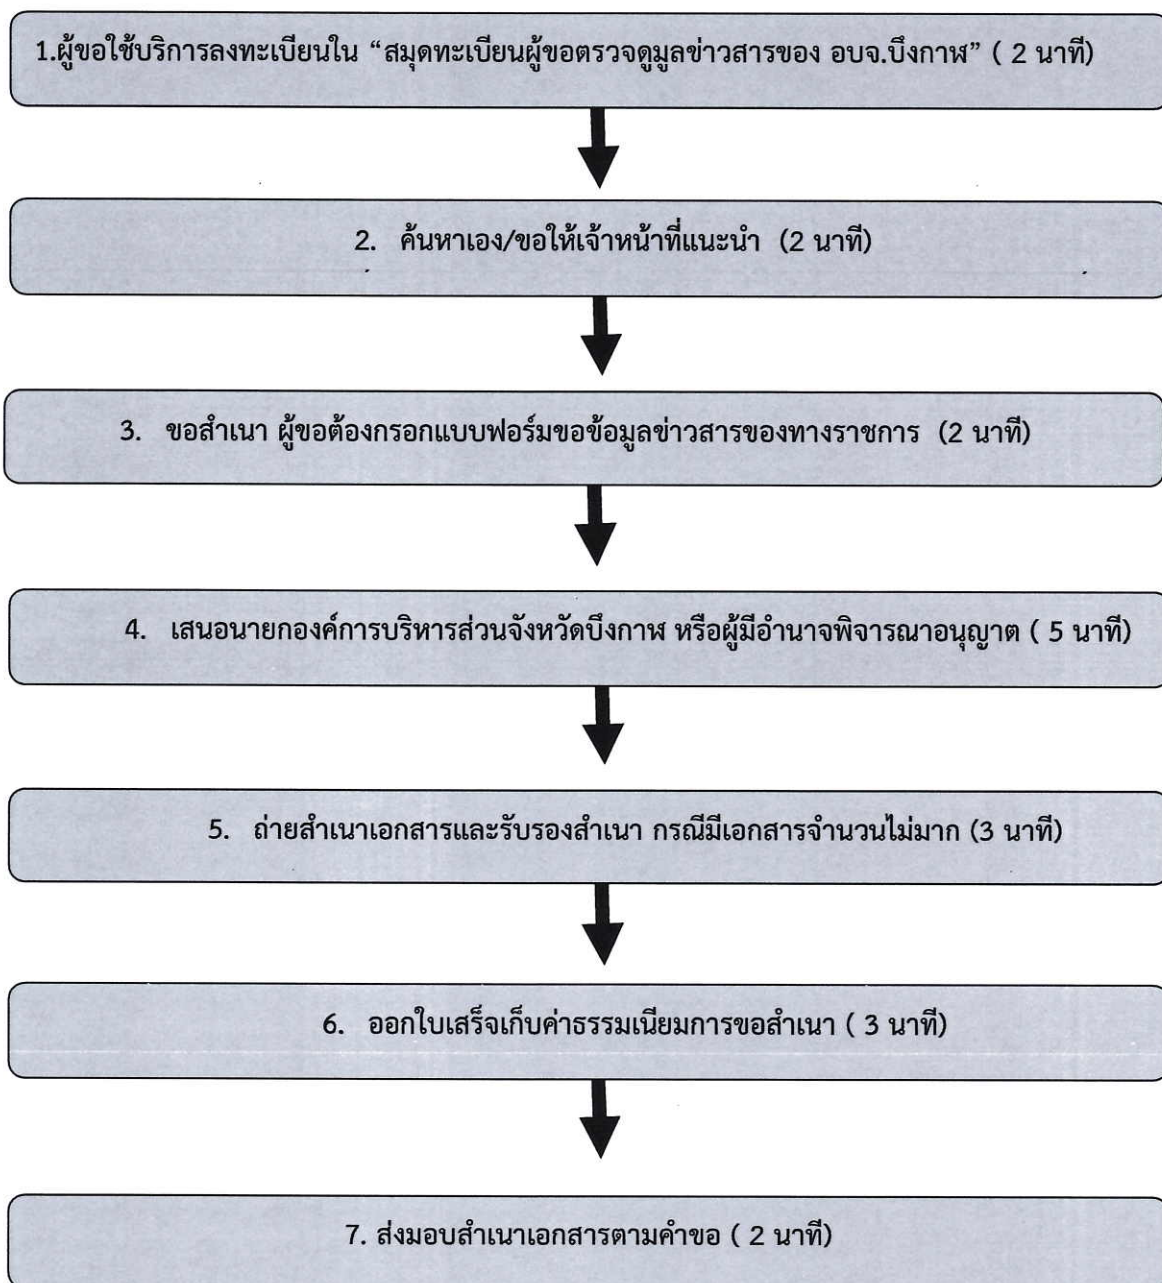 1.ผู้ขอใช้บริการลงทะเบียนใน “สมุดทะเบียนผู้ขอตรวจดูมูลข่าวสารของ อบจ.บึงกาฬ” ( 2 นาที)
2. ค้นหาเอง/ขอให้เจ้าหน้าที่แนะนำ (2 นาที)
3. ขอสำเนา ผู้ขอต้องกรอกแบบฟอร์มขอข้อมูลข่าวสารของทางราชการ (2 นาที)
4. เสนอนายกองค์การบริหารส่วนจังหวัดบึงกาฬ หรือผู้มีอำนาจพิจารณาอนุญาต ( 5 นาที)
5. ถ่ายสำเนาเอกสารและรับรองสำเนา กรณีมีเอกสารจำนวนไม่มาก (3 นาที)
6. ออกใบเสร็จเก็บค่าธรรมเนียมการขอสำเนา ( 3 นาที)
7. ส่งมอบสำเนาเอกสารตามคำขอ ( 2 นาที)